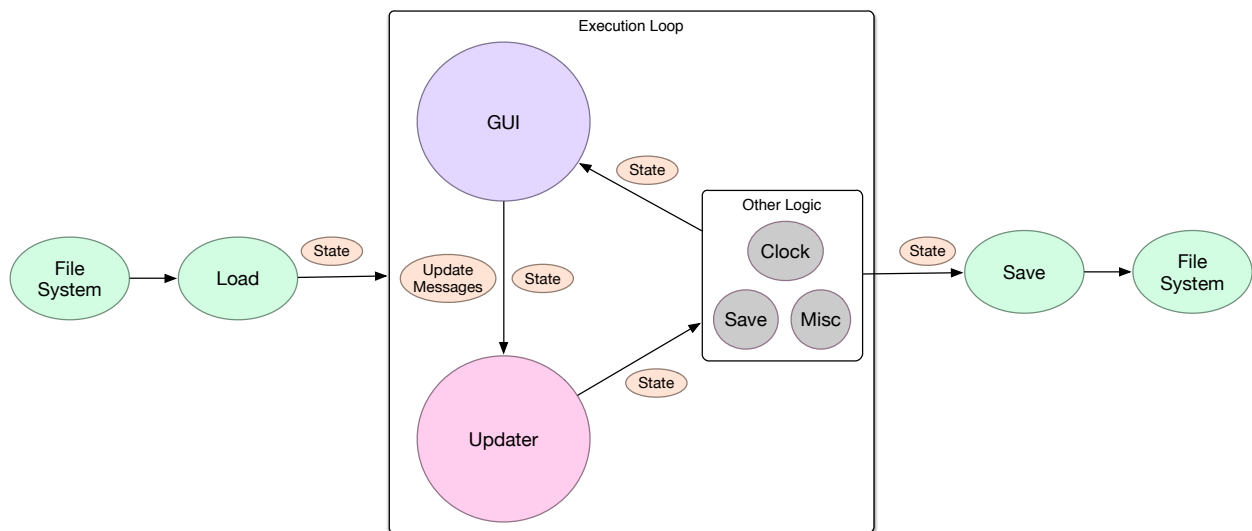 Execution Loop
GUI
State
Other Logic
Clock
Save
Misc
File
System
Load
State
Update
Messages
State
Updater
State
State
Save
File
System